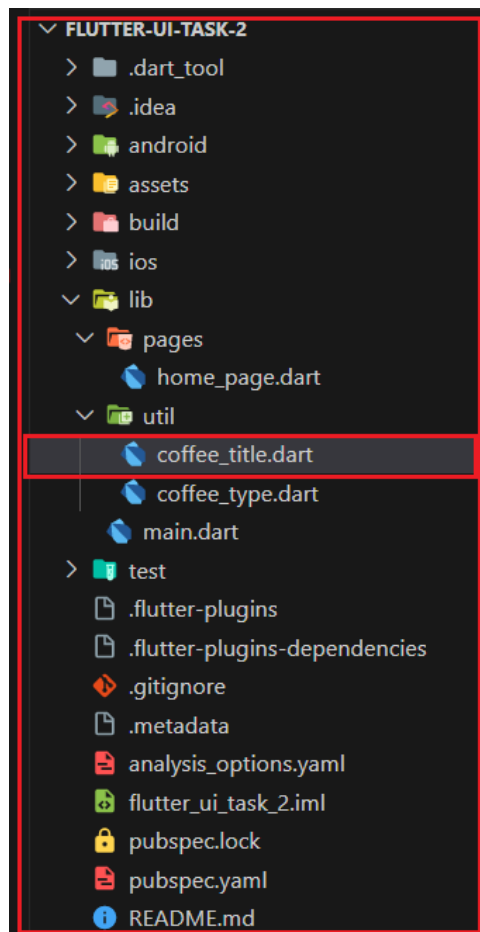 FLUTTER-UI-TASK-2
.dart_tool
.idea
android
assets
build
ios
lib
pages
home_page.dart
util
coffee_title.dart
coffee_type.dart
main.dart
test
.flutter-plugins
.flutter-plugins-dependencies
.gitignore
.metadata
analysis_options.yaml
flutter_ui_task_2.iml
pubspec.lock
pubspec.yaml
README.md